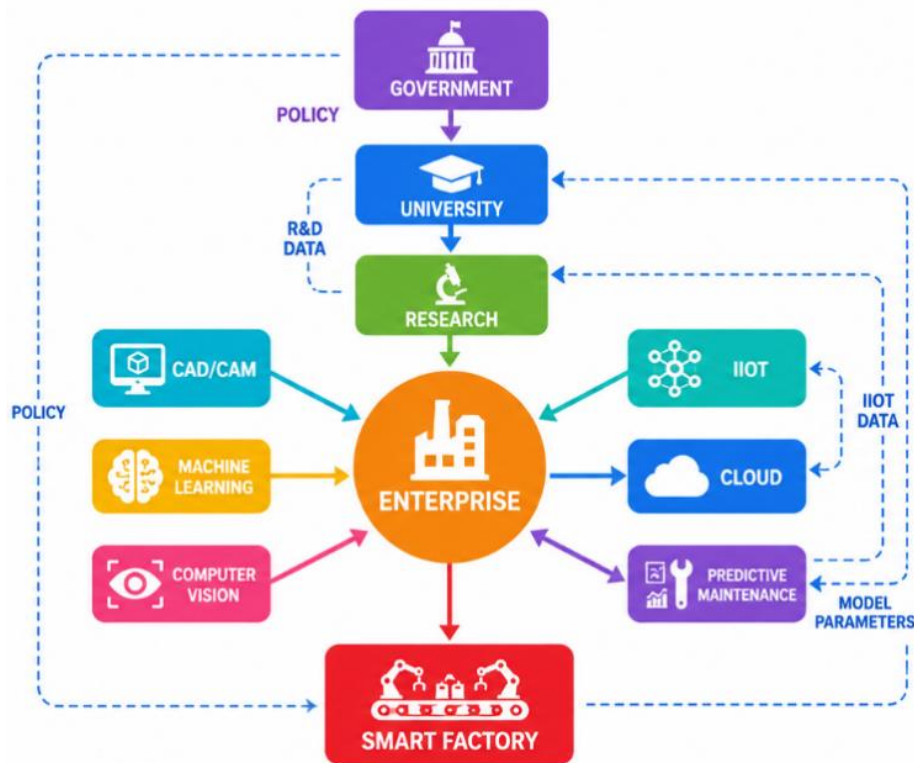 GOVERNMENT
POLICY
UNIVERSITY
R&D
DATA
RESEARCH
CAD/CAM
IIOT
POLICY
IIOT
DATA
MACHINE
LEARNING
ENTERPRISE
CLOUD
COMPUTER
VISION
PREDICTIVE
MAINTENANCE
MODEL
PARAMETERS
SMART FACTORY